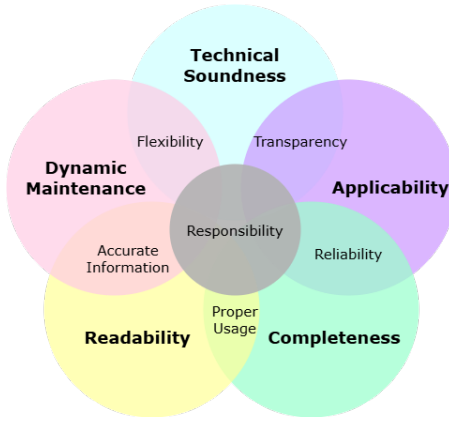 Technical
Soundness
Flexibility
Transparency
Dynamic
Maintenance
Applicability
Responsibility
Accurate
Information
Reliability
Proper
Usage
Readability
Completeness